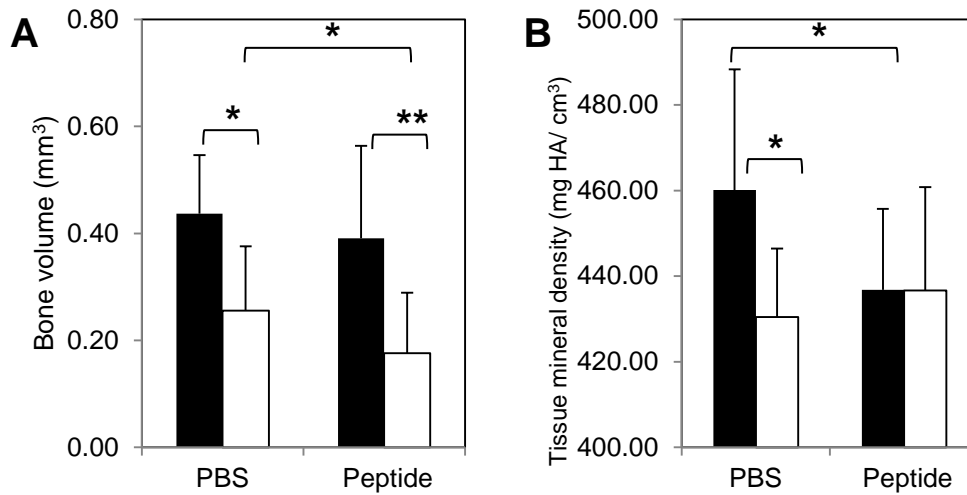 A
Bone volume (mm³)
0.80
0.60
0.40
0.20
0.00
*
*
**
PBS
Peptide
B
Tissue mineral density (mg HA/ cm³)
500.00
480.00
460.00
440.00
420.00
400.00
*
*
PBS
Peptide